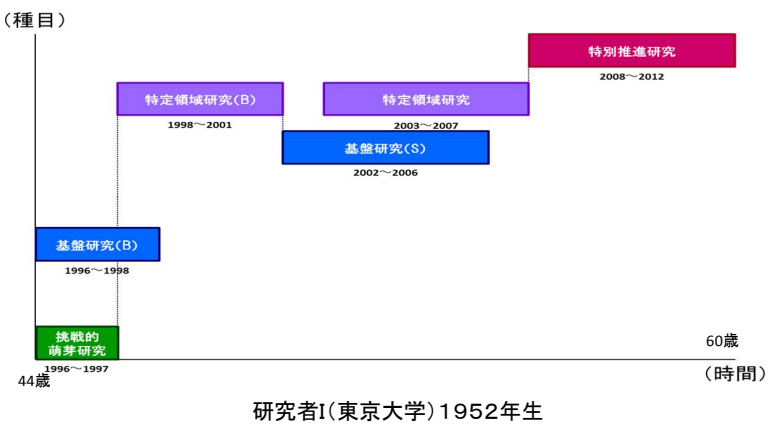 (種目)
特別推進研究
2008～2012
特定領域研究(B)
1998～2001
特定領域研究
2003～2007
基盤研究(S)
2002～2006
基盤研究(B)
1996～1998
挑戦的
萌芽研究
1996～1997
44歳
60歳
(時間)
研究者I(東京大学)1952年生